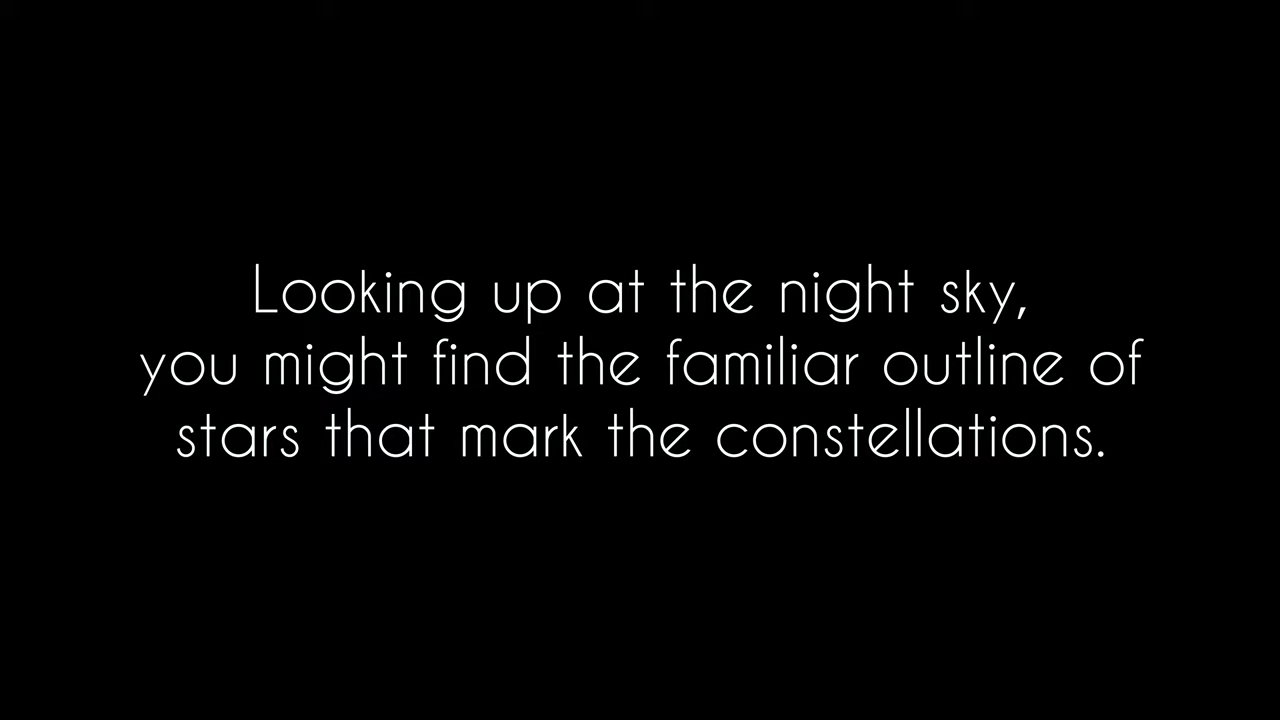 Looking up at the night sky,
you might find the familiar outline of
stars that mark the constellations.